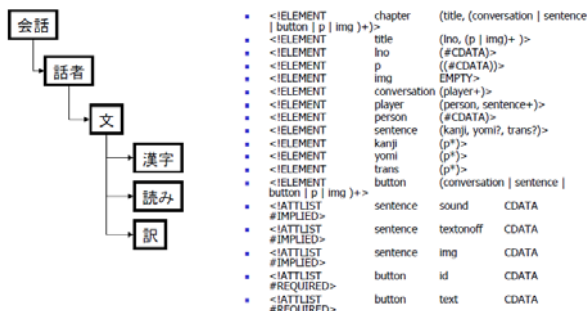 会話
話者
文
漢字
読み
訳
<!ELEMENT chapter (title, (conversation | sentence
| button | p | img )+)>
<!ELEMENT title (lno, (p | img)+ )>
<!ELEMENT lno (#CDATA)>
<!ELEMENT p ((#CDATA))>
<!ELEMENT img EMPTY>
<!ELEMENT conversation (player+)>
<!ELEMENT player (person, sentence+)>
<!ELEMENT person (#CDATA)>
<!ELEMENT sentence (kanji, yomi?, trans?)>
<!ELEMENT kanji (p*)>
<!ELEMENT yomi (p*)>
<!ELEMENT trans (p*)>
<!ELEMENT button (conversation | sentence |
button | p | img )+>
<!ATTLIST sentence sound CDATA
#IMPLIED>
<!ATTLIST sentence textonoff CDATA
#IMPLIED>
<!ATTLIST sentence img CDATA
#IMPLIED>
<!ATTLIST button id CDATA
#REQUIRED>
<!ATTLIST button text CDATA
#REQUIRED>